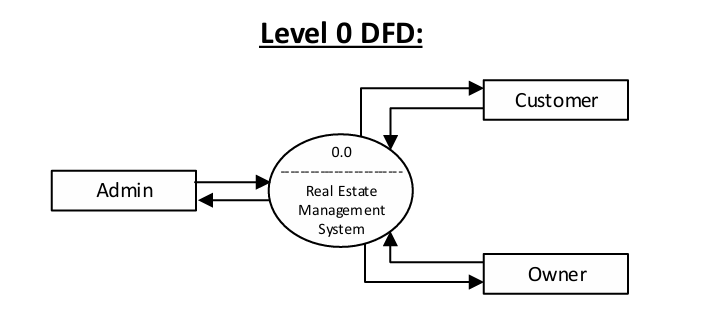 Level 0 DFD:
Customer
0.0
Admin
Real Estate
Management
System
Owner